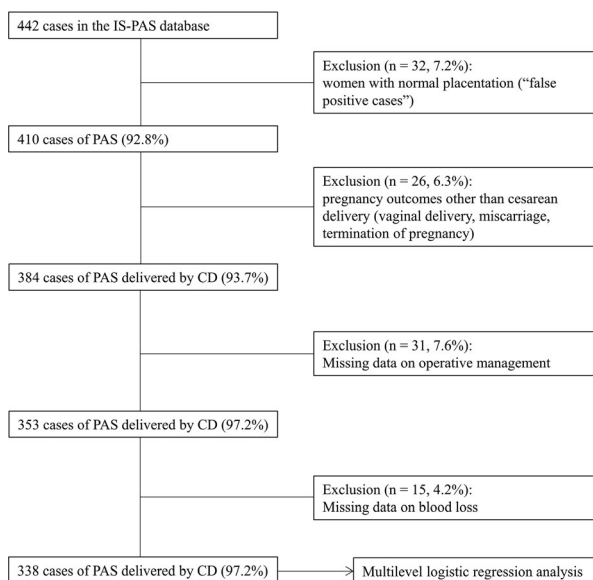 442 cases in the IS-PAS database
Exclusion (n = 32, 7.2%):
women with normal placentation (“false
positive cases”)
410 cases of PAS (92.8%)
Exclusion (n = 26, 6.3%):
pregnancy outcomes other than cesarean
delivery (vaginal delivery, miscarriage,
termination of pregnancy)
384 cases of PAS delivered by CD (93.7%)
Exclusion (n = 31, 7.6%):
Missing data on operative management
353 cases of PAS delivered by CD (97.2%)
Exclusion (n = 15, 4.2%):
Missing data on blood loss
338 cases of PAS delivered by CD (97.2%)
Multilevel logistic regression analysis